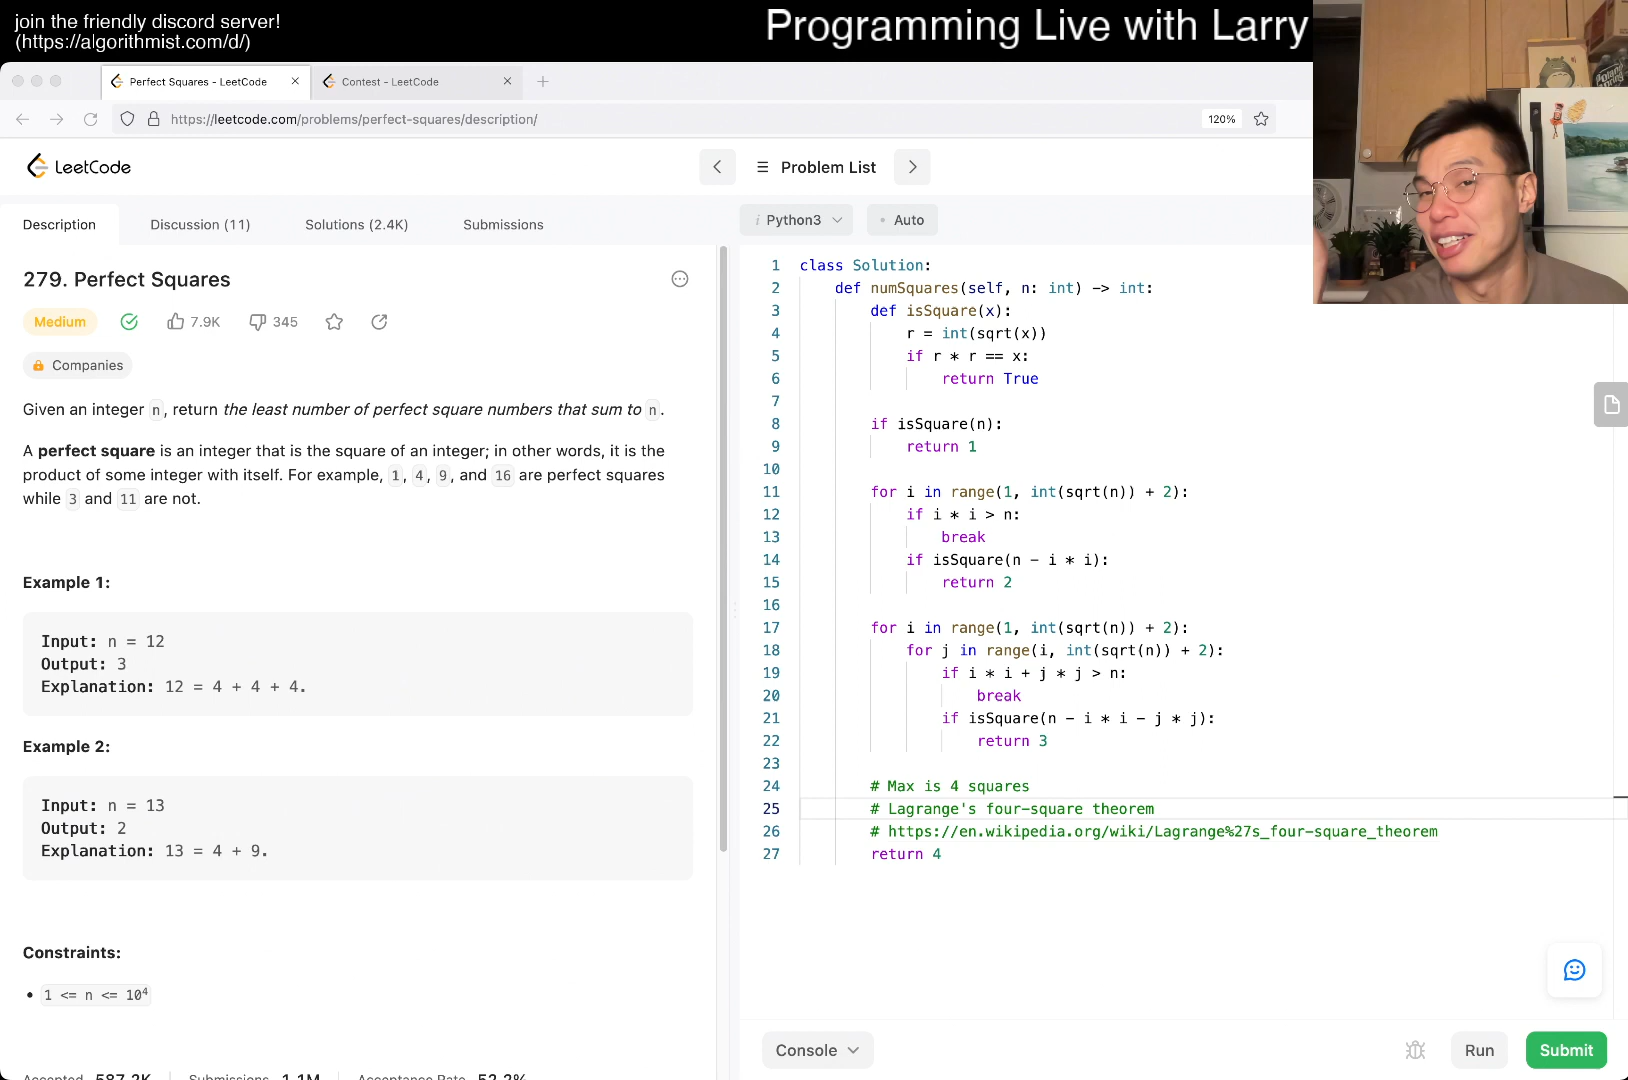 join the friendly discord server!
(https://algorithmist.com/d/)
Programming Live with Larry
Perfect Squares - LeetCode
Contest - LeetCode
https://leetcode.com/problems/perfect-squares/description/
120%
LeetCode
Problem List
Description
Discussion (11)
Solutions (2.4K)
Submissions
i Python3
Auto
279. Perfect Squares
Medium
7.9K
345
Companies
Given an integer n, return the least number of perfect square numbers that sum to n.
A perfect square is an integer that is the square of an integer; in other words, it is the
product of some integer with itself. For example, 1, 4, 9, and 16 are perfect squares
while 3 and 11 are not.
Example 1:
Input: n = 12
Output: 3
Explanation: 12 = 4 + 4 + 4.
Example 2:
Input: n = 13
Output: 2
Explanation: 13 = 4 + 9.
Constraints:
• 1 <= n <= 10⁴
Accepted 587.2K
Submissions 1.1M
Acceptance Rate 52.2%
1 class Solution:
2 def numSquares(self, n: int) -> int:
3 def isSquare(x):
4 r = int(sqrt(x))
5 if r * r == x:
6 return True
7
8 if isSquare(n):
9 return 1
10
11 for i in range(1, int(sqrt(n)) + 2):
12 if i * i > n:
13 break
14 if isSquare(n - i * i):
15 return 2
16
17 for i in range(1, int(sqrt(n)) + 2):
18 for j in range(i, int(sqrt(n)) + 2):
19 if i * i + j * j > n:
20 break
21 if isSquare(n - i * i - j * j):
22 return 3
23
24 # Max is 4 squares
25 # Lagrange's four-square theorem
26 # https://en.wikipedia.org/wiki/Lagrange%27s_four-square_theorem
27 return 4
Console
Run
Submit